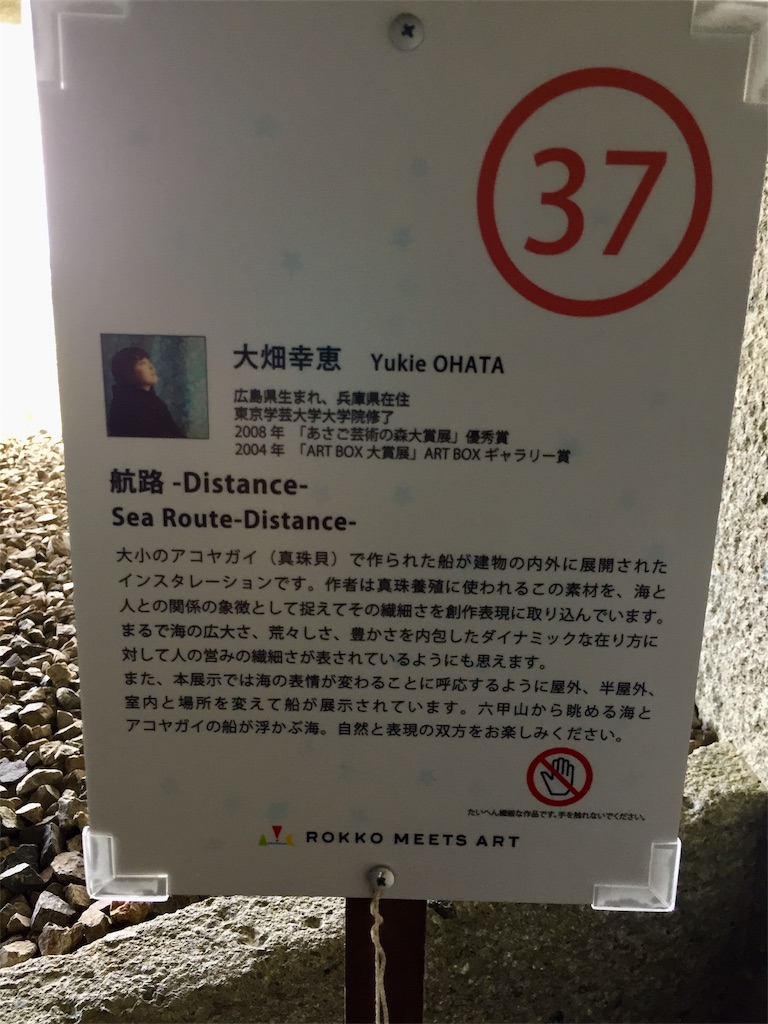 37
大畑幸恵 Yukie OHATA
広島県生まれ、兵庫県在住
東京学芸大学大学院修了
2008 年 「あさご芸術の森大賞展」優秀賞
2004 年 「ART BOX 大賞展」ART BOX ギャラリー賞
航路 -Distance-
Sea Route-Distance-
大小のアコヤガイ（真珠貝）で作られた船が建物の内外に展開された
インスタレーションです。作者は真珠養殖に使われるこの素材を、海と
人との関係の象徴として捉えてその繊細さを創作表現に取り込んでいます。
まるで海の広大さ、荒々しさ、豊かさを内包したダイナミックな在り方に
対して人の営みの繊細さが表されているようにも思えます。
また、本展示では海の表情が変わることに呼応するように屋外、半屋外、
室内と場所を変えて船が展示されています。六甲山から眺める海と
アコヤガイの船が浮かぶ海。自然と表現の双方をお楽しみください。
たいへん繊細な作品です。手を触れないでください。
ROKKO MEETS ART